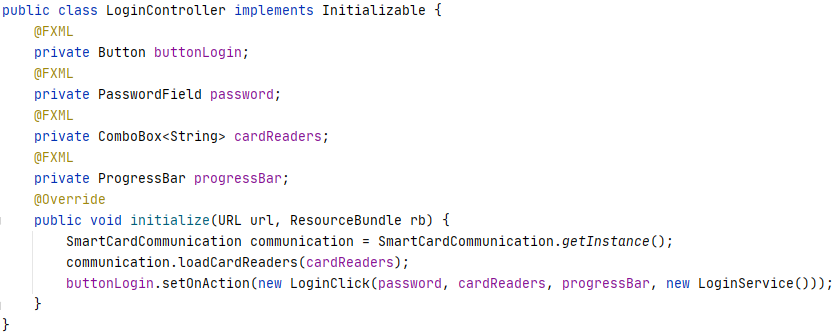 public class LoginController implements Initializable {
    @FXML
    private Button buttonLogin;
    @FXML
    private PasswordField password;
    @FXML
    private ComboBox<String> cardReaders;
    @FXML
    private ProgressBar progressBar;
    @Override
    public void initialize(URL url, ResourceBundle rb) {
        SmartCardCommunication communication = SmartCardCommunication.getInstance();
        communication.loadCardReaders(cardReaders);
        buttonLogin.setOnAction(new LoginClick(password, cardReaders, progressBar, new LoginService()));
    }
}